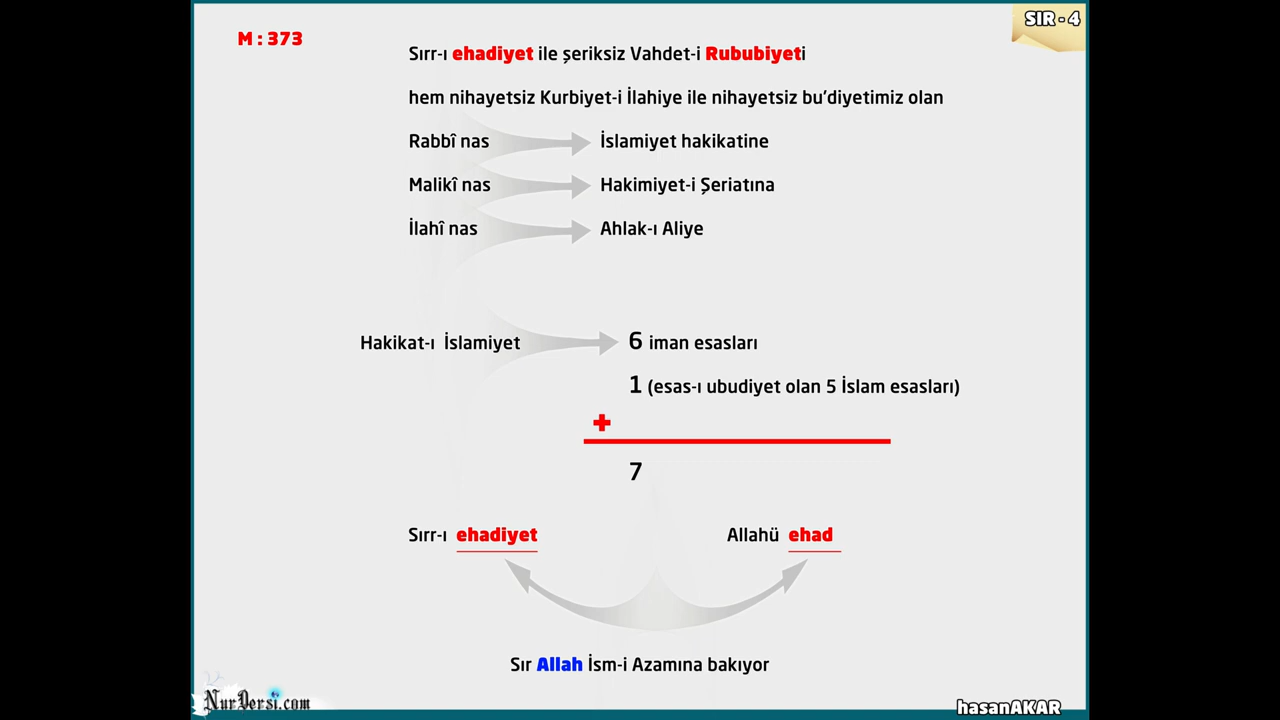 SIR - 4
M : 373
Sırr-ı ehadiyet ile şeriksiz Vahdet-i Rububiyeti
hem nihayetsiz Kurbiyet-i İlahiye ile nihayetsiz bu'diyetimiz olan
Rabbî nas İslamiyet hakikatine
Malikî nas Hakimiyet-i Şeriatına
İlahî nas Ahlak-ı Aliye
Hakikat-ı İslamiyet 6 iman esasları
1 (esas-ı ubudiyet olan 5 İslam esasları)
+
7
Sırr-ı ehadiyet Allahü ehad
Sır Allah İsm-i Azamına bakıyor
NurDersi.com
hasanAKAR